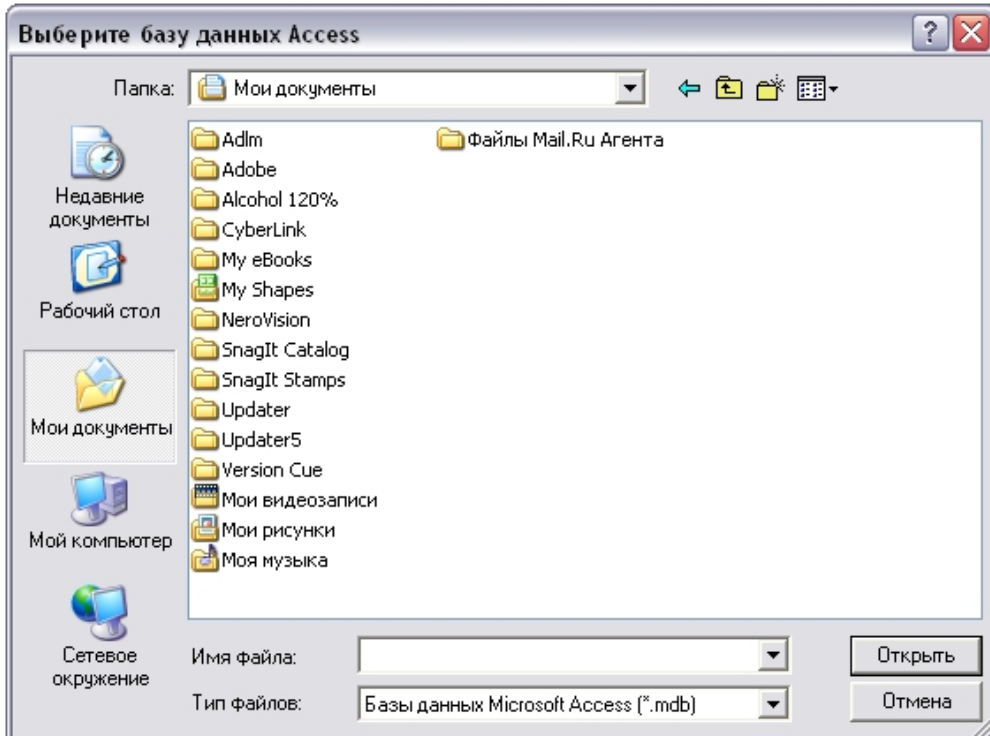 Выберите базу данных Access
Папка: Мои документы
Недавние документы
Рабочий стол
Мои документы
Мой компьютер
Сетевое окружение
Adlm
Adobe
Alcohol 120%
CyberLink
My eBooks
My Shapes
NeroVision
SnagIt Catalog
SnagIt Stamps
Updater
Updater5
Version Cue
Мои видеозаписи
Мои рисунки
Моя музыка
Файлы Mail.Ru Агента
Имя файла:
Открыть
Тип файлов: Базы данных Microsoft Access (*.mdb)
Отмена